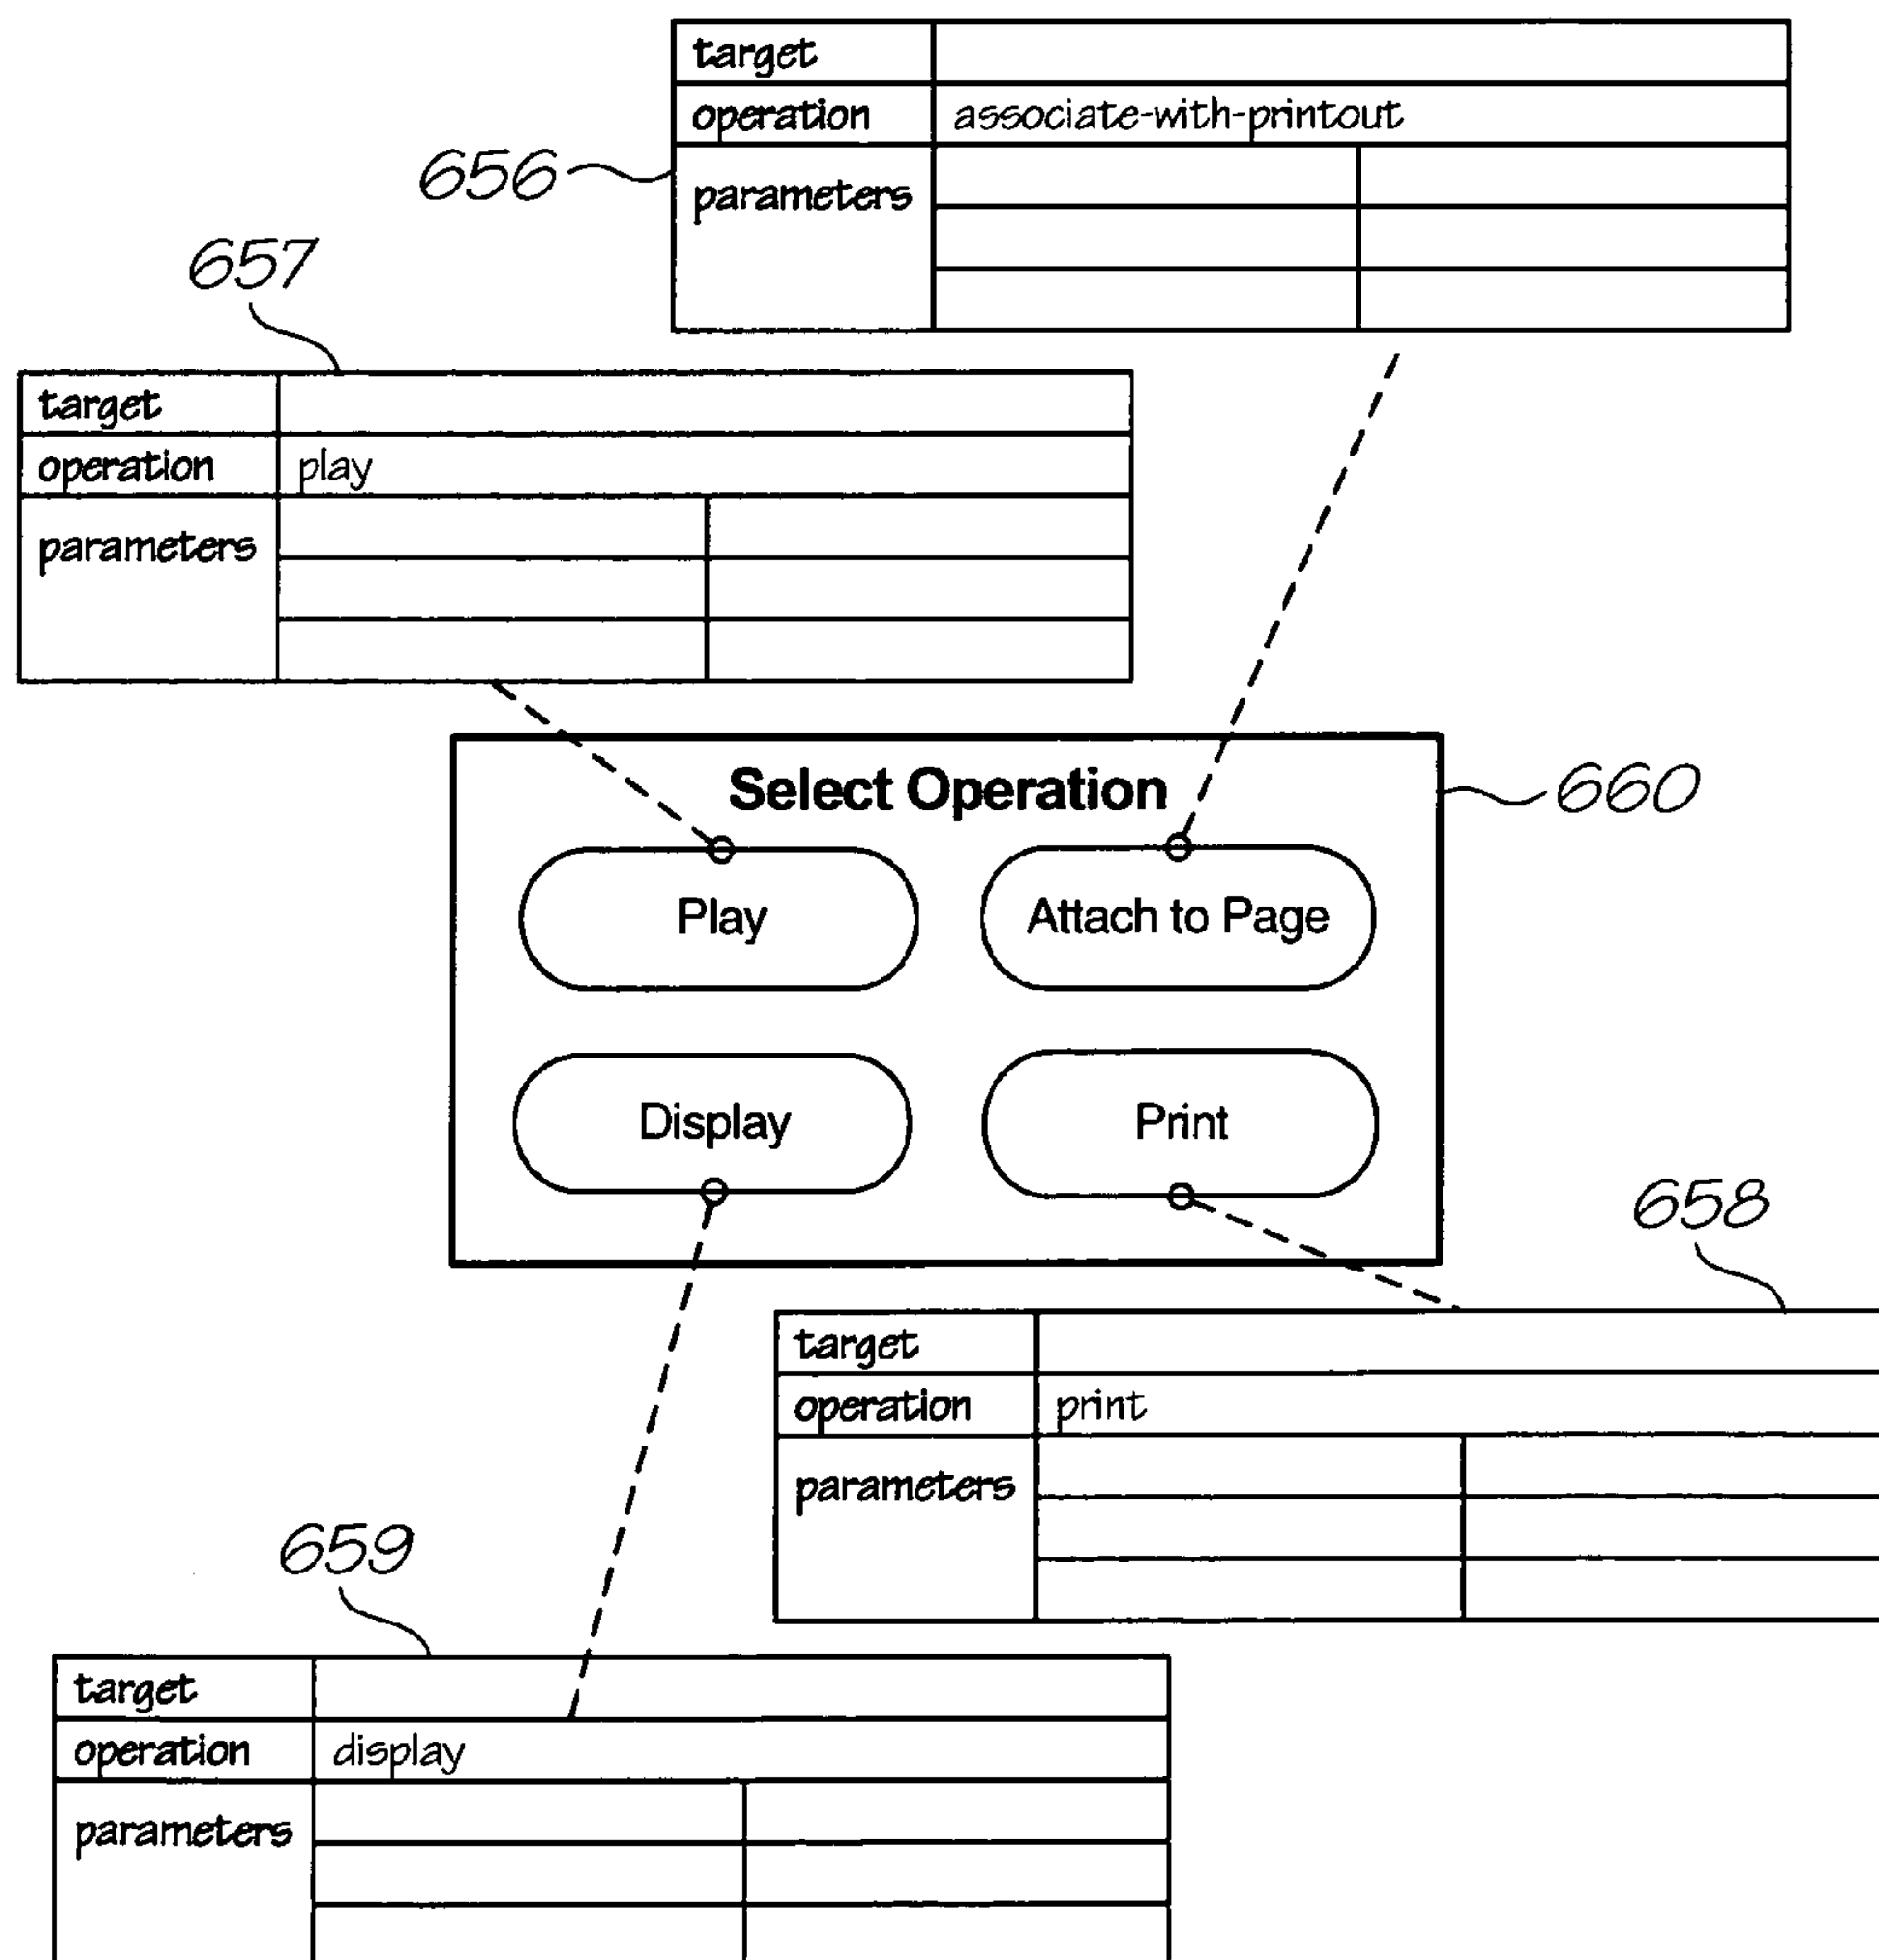 target
operation associate-with-printout
656
parameters
657
target
operation play
parameters
Select Operation
660
Play Attach to Page
Display Print
658
target
operation print
parameters
659
target
operation display
parameters